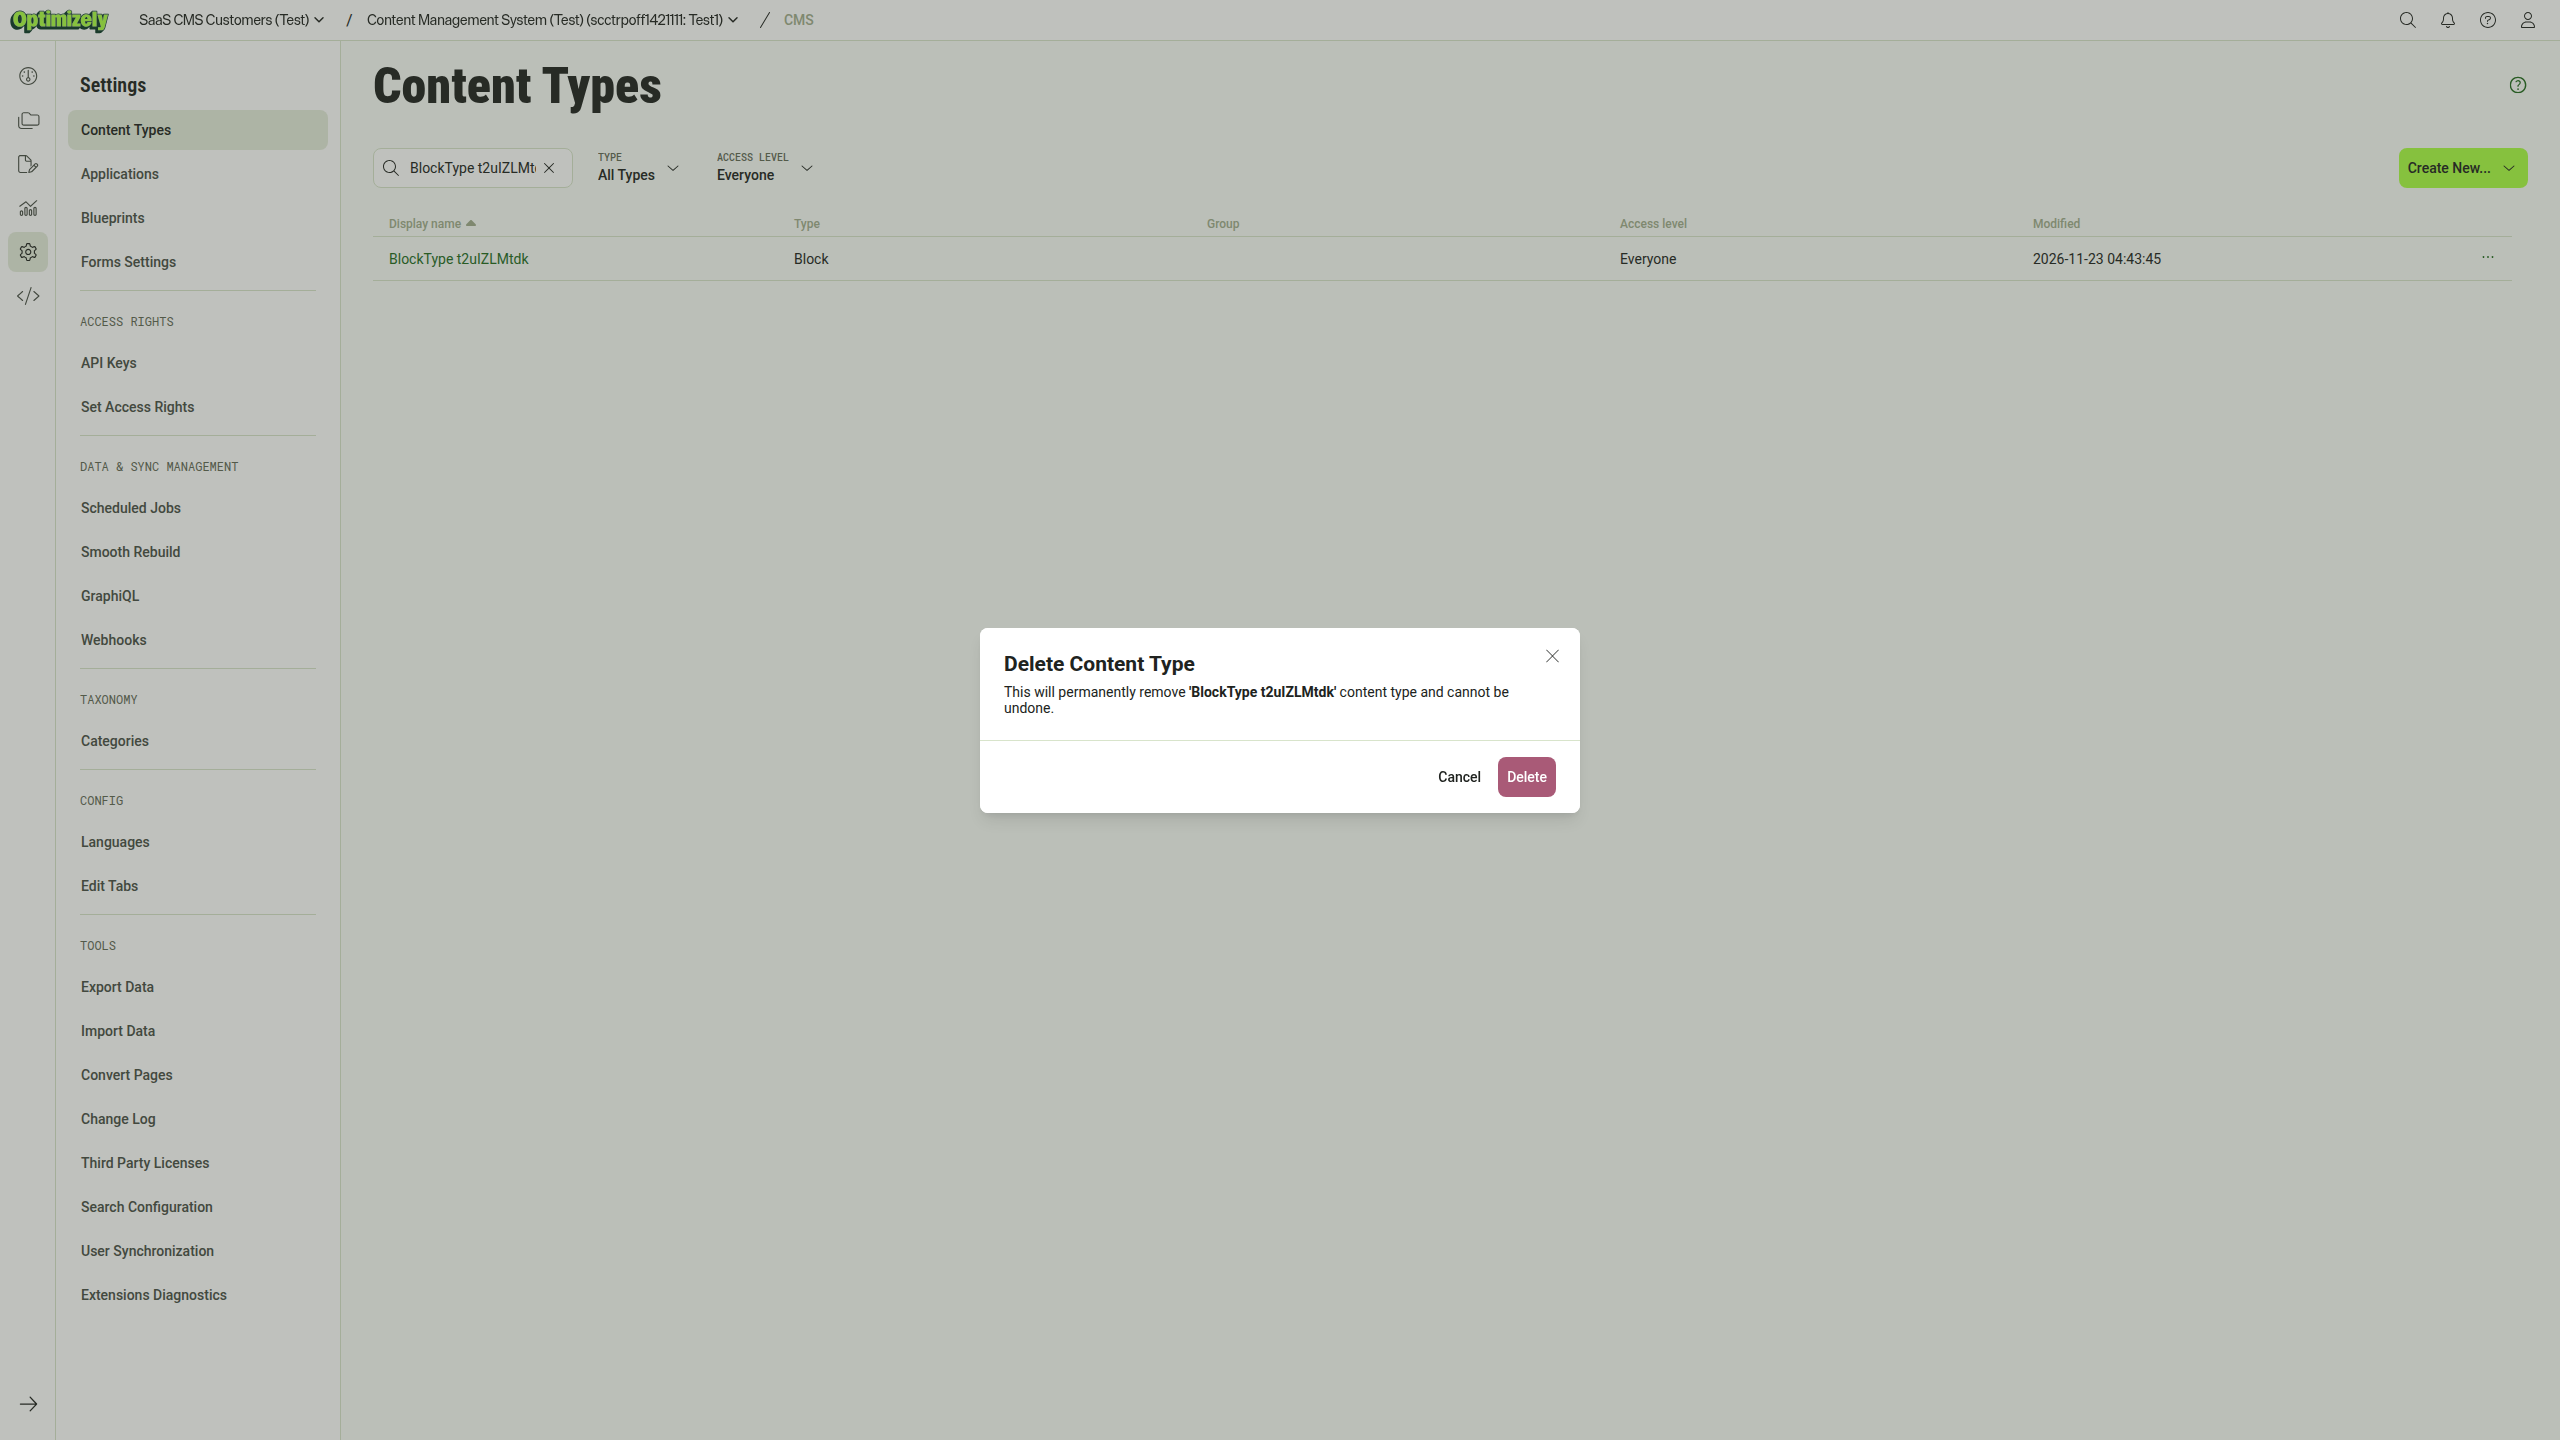 Optimizely
SaaS CMS Customers (Test) / Content Management System (Test) (scctrpoff1421111: Test1) / CMS
Settings
Content Types
Applications
Blueprints
Forms Settings
ACCESS RIGHTS
API Keys
Set Access Rights
DATA & SYNC MANAGEMENT
Scheduled Jobs
Smooth Rebuild
GraphiQL
Webhooks
TAXONOMY
Categories
CONFIG
Languages
Edit Tabs
TOOLS
Export Data
Import Data
Convert Pages
Change Log
Third Party Licenses
Search Configuration
User Synchronization
Extensions Diagnostics
Content Types
BlockType t2uIZLMt
TYPE
All Types
ACCESS LEVEL
Everyone
Create New...
Display name Type Group Access level Modified
BlockType t2uIZLMtdk Block Everyone 2026-11-23 04:43:45
Delete Content Type
This will permanently remove 'BlockType t2uIZLMtdk' content type and cannot be
undone.
Cancel Delete